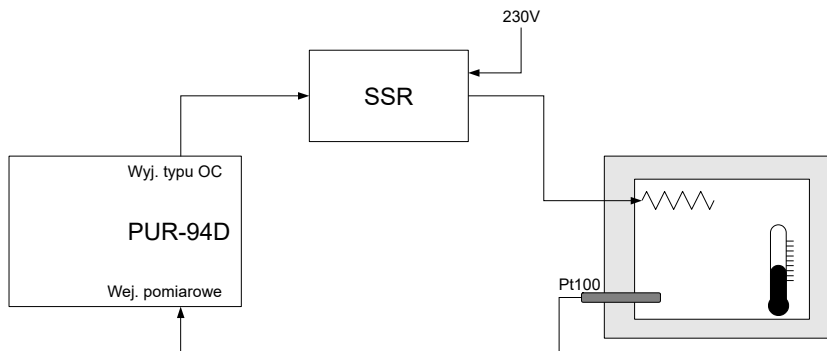 230V
SSR
Wyj. typu OC
PUR-94D
Wej. pomiarowe
Pt100